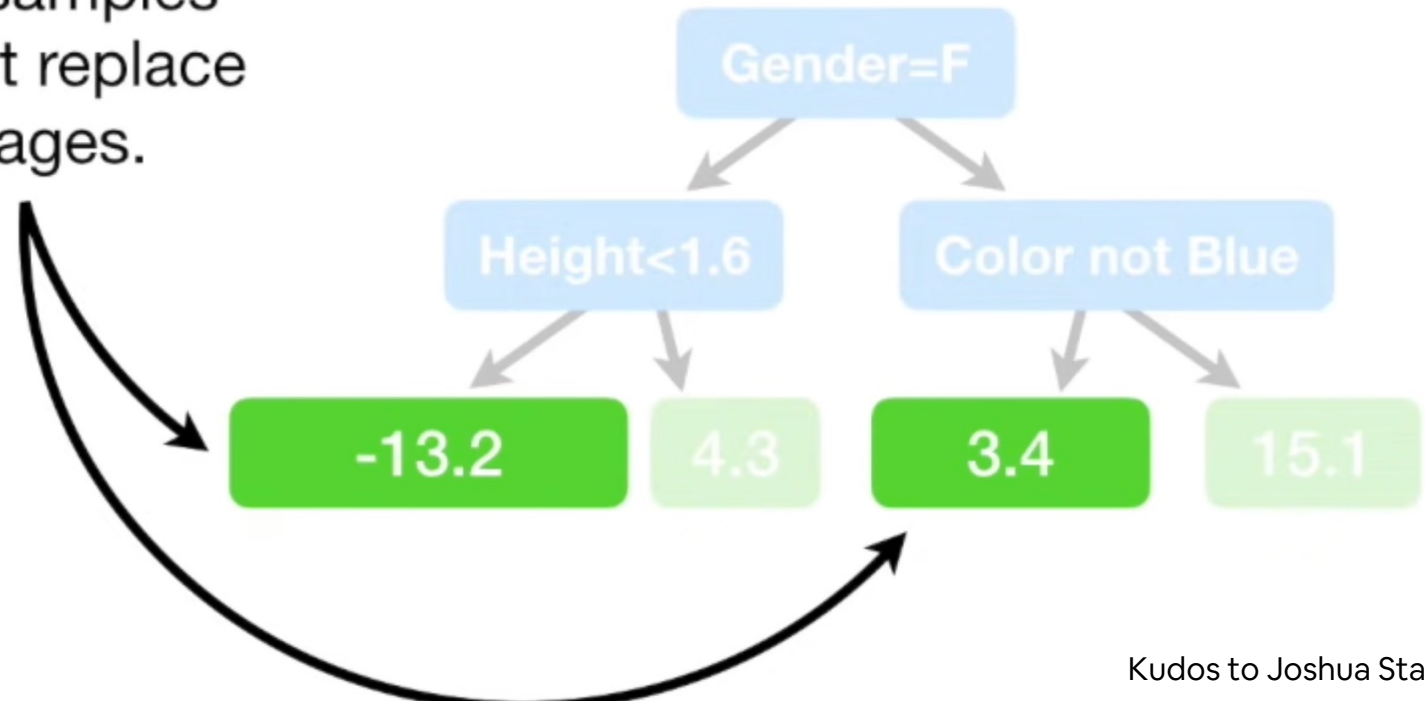 t replace
ages.
Gender=F
Height<1.6
Color not Blue
-13.2
4.3
3.4
15.1
Kudos to Joshua Sta